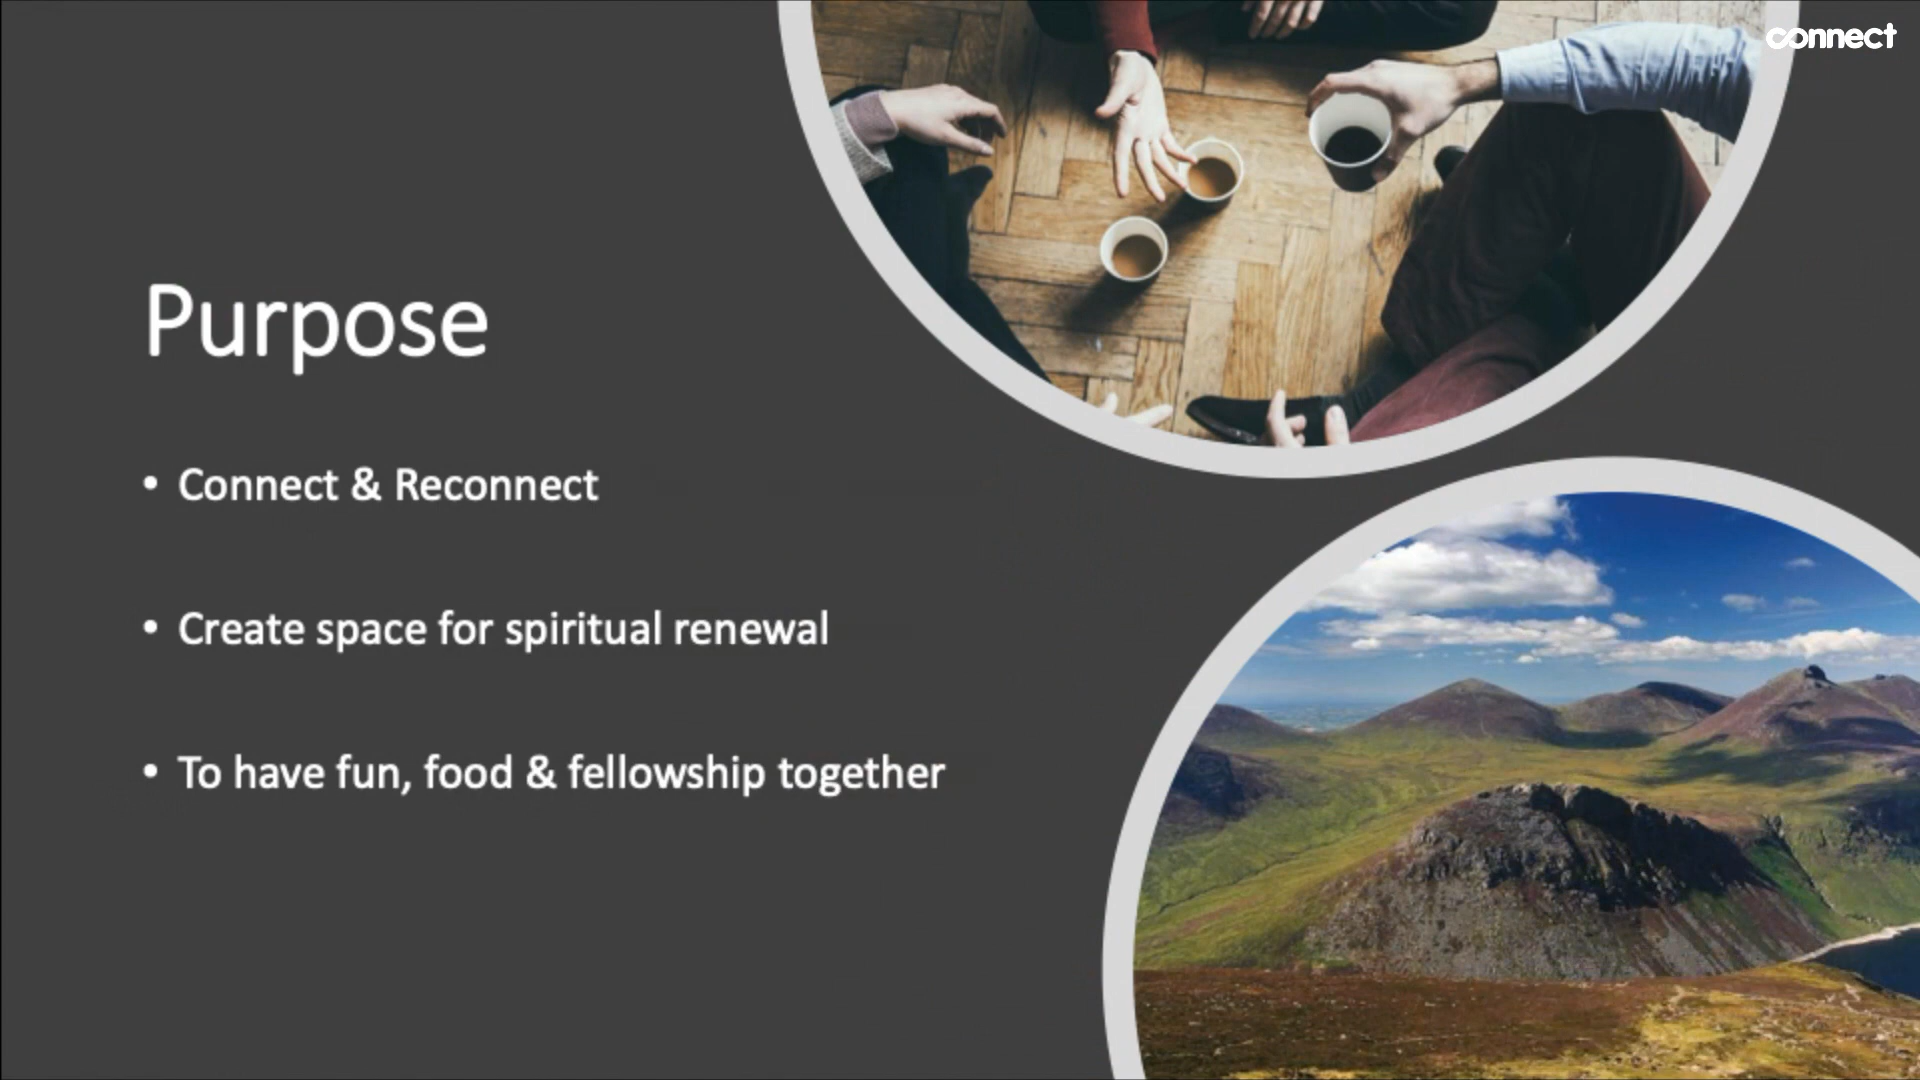 connect
Purpose
• Connect & Reconnect
• Create space for spiritual renewal
• To have fun, food & fellowship together